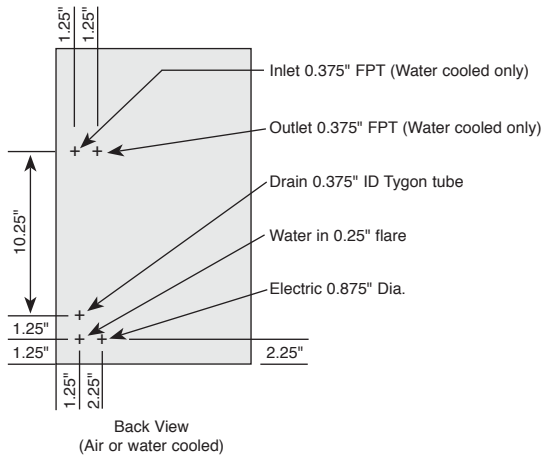 1.25"
1.25"
Inlet 0.375" FPT (Water cooled only)
Outlet 0.375" FPT (Water cooled only)
Drain 0.375" ID Tygon tube
10.25"
Water in 0.25" flare
Electric 0.875" Dia.
1.25"
1.25"
2.25"
1.25"
2.25"
Back View
(Air or water cooled)